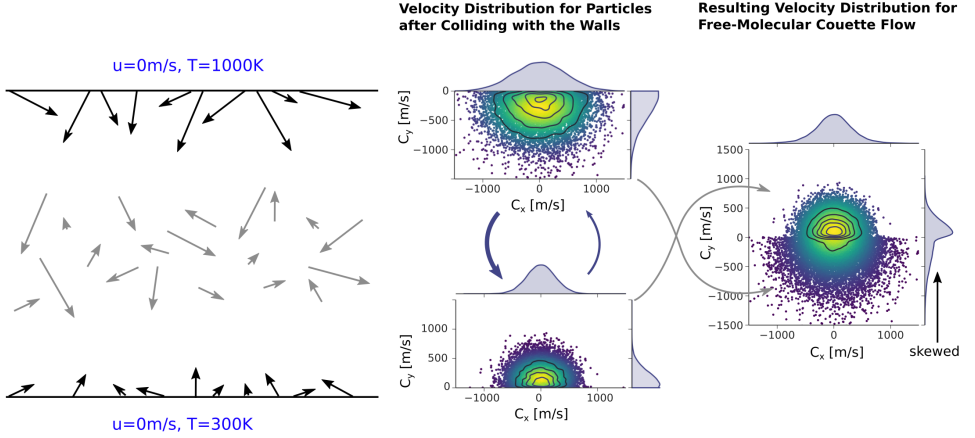 Velocity Distribution for Particles
after Colliding with the Walls
Resulting Velocity Distribution for
Free-Molecular Couette Flow
u=0m/s, T=1000K
0
−500
−1000
C_y [m/s]
−1000
0
1000
C_x [m/s]
1000
500
0
C_y [m/s]
−1000
0
1000
C_x [m/s]
1500
1000
500
0
−500
−1000
−1500
C_y [m/s]
−1000
0
1000
C_x [m/s]
skewed
u=0m/s, T=300K